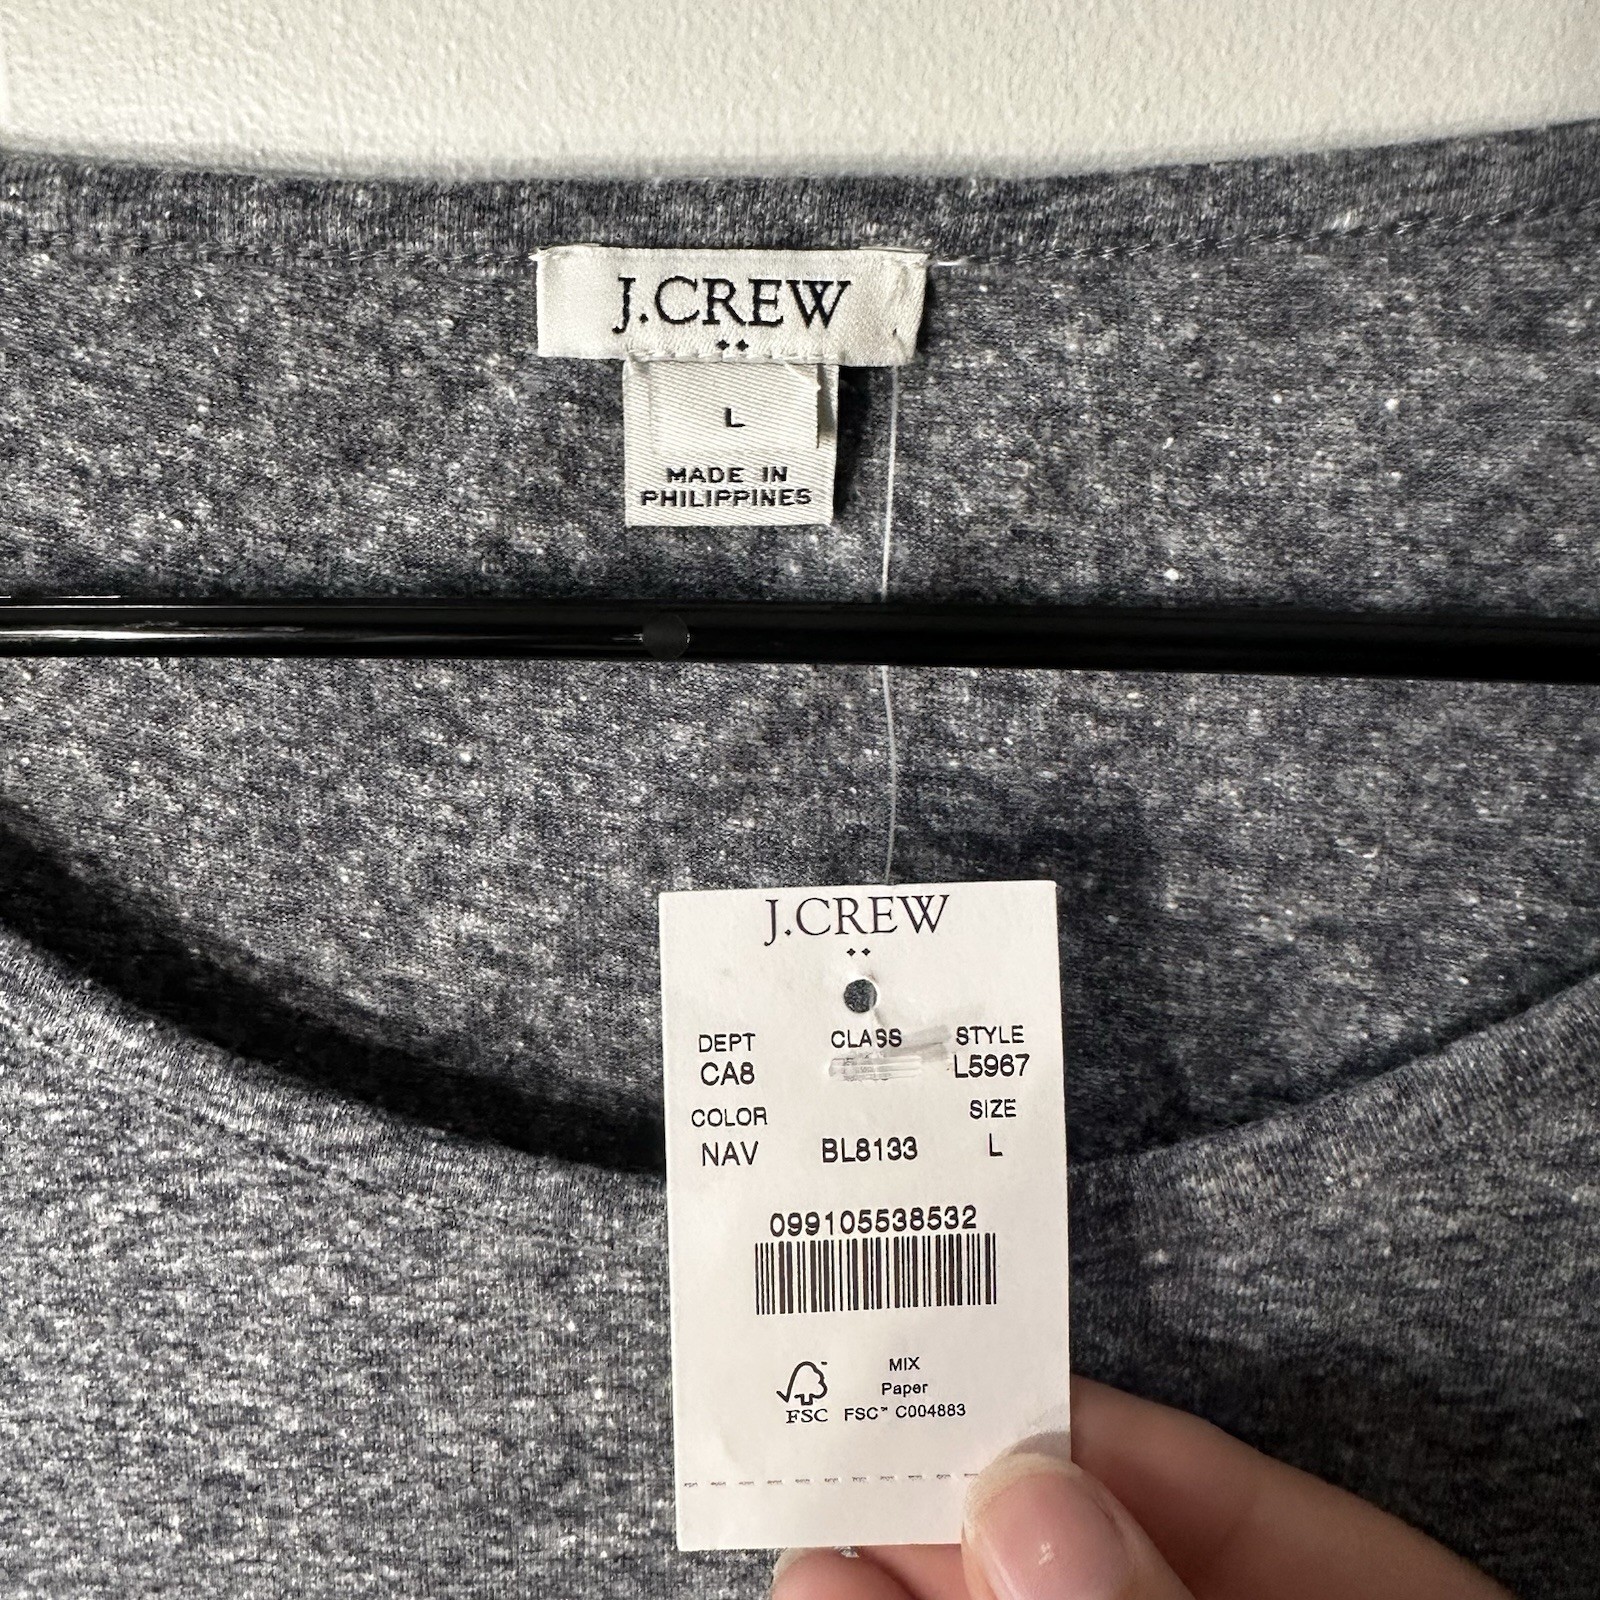 J.CREW
L
MADE IN
PHILIPPINES
J.CREW
DEPT CLASS STYLE
CA8 L5967
COLOR SIZE
NAV BL8133 L
099105538532
MIX
Paper
FSC FSC™ C004883